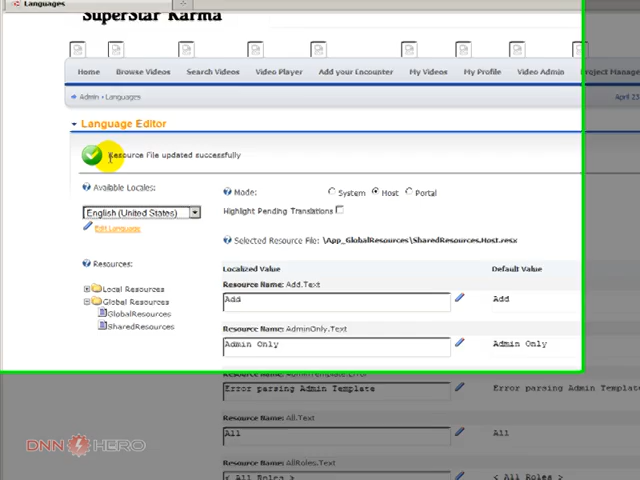 Languages
SuperStar Karma
Home Browse Videos Search Videos Video Player Add your Encounter My Videos My Profile Video Admin Project Manage
Admin › Languages April 23
Language Editor
Resource File updated successfully
Available Locales: Mode: System Host Portal
English (United States) Highlight Pending Translations
Edit Language
Selected Resource File: \App_GlobalResources\SharedResources.Host.resx
Resources: Localized Value Default Value
Resource Name: Add.Text
Local Resources
Add Add
Global Resources
GlobalResources
SharedResources Resource Name: AdminOnly.Text
Admin Only Admin Only
Resource Name: AdminTemplate.Error
Error parsing Admin Template Error parsing Admin Template
Resource Name: All.Text
All All
DNN HERO
Resource Name: AllRoles.Text
< All Roles > < All Roles >